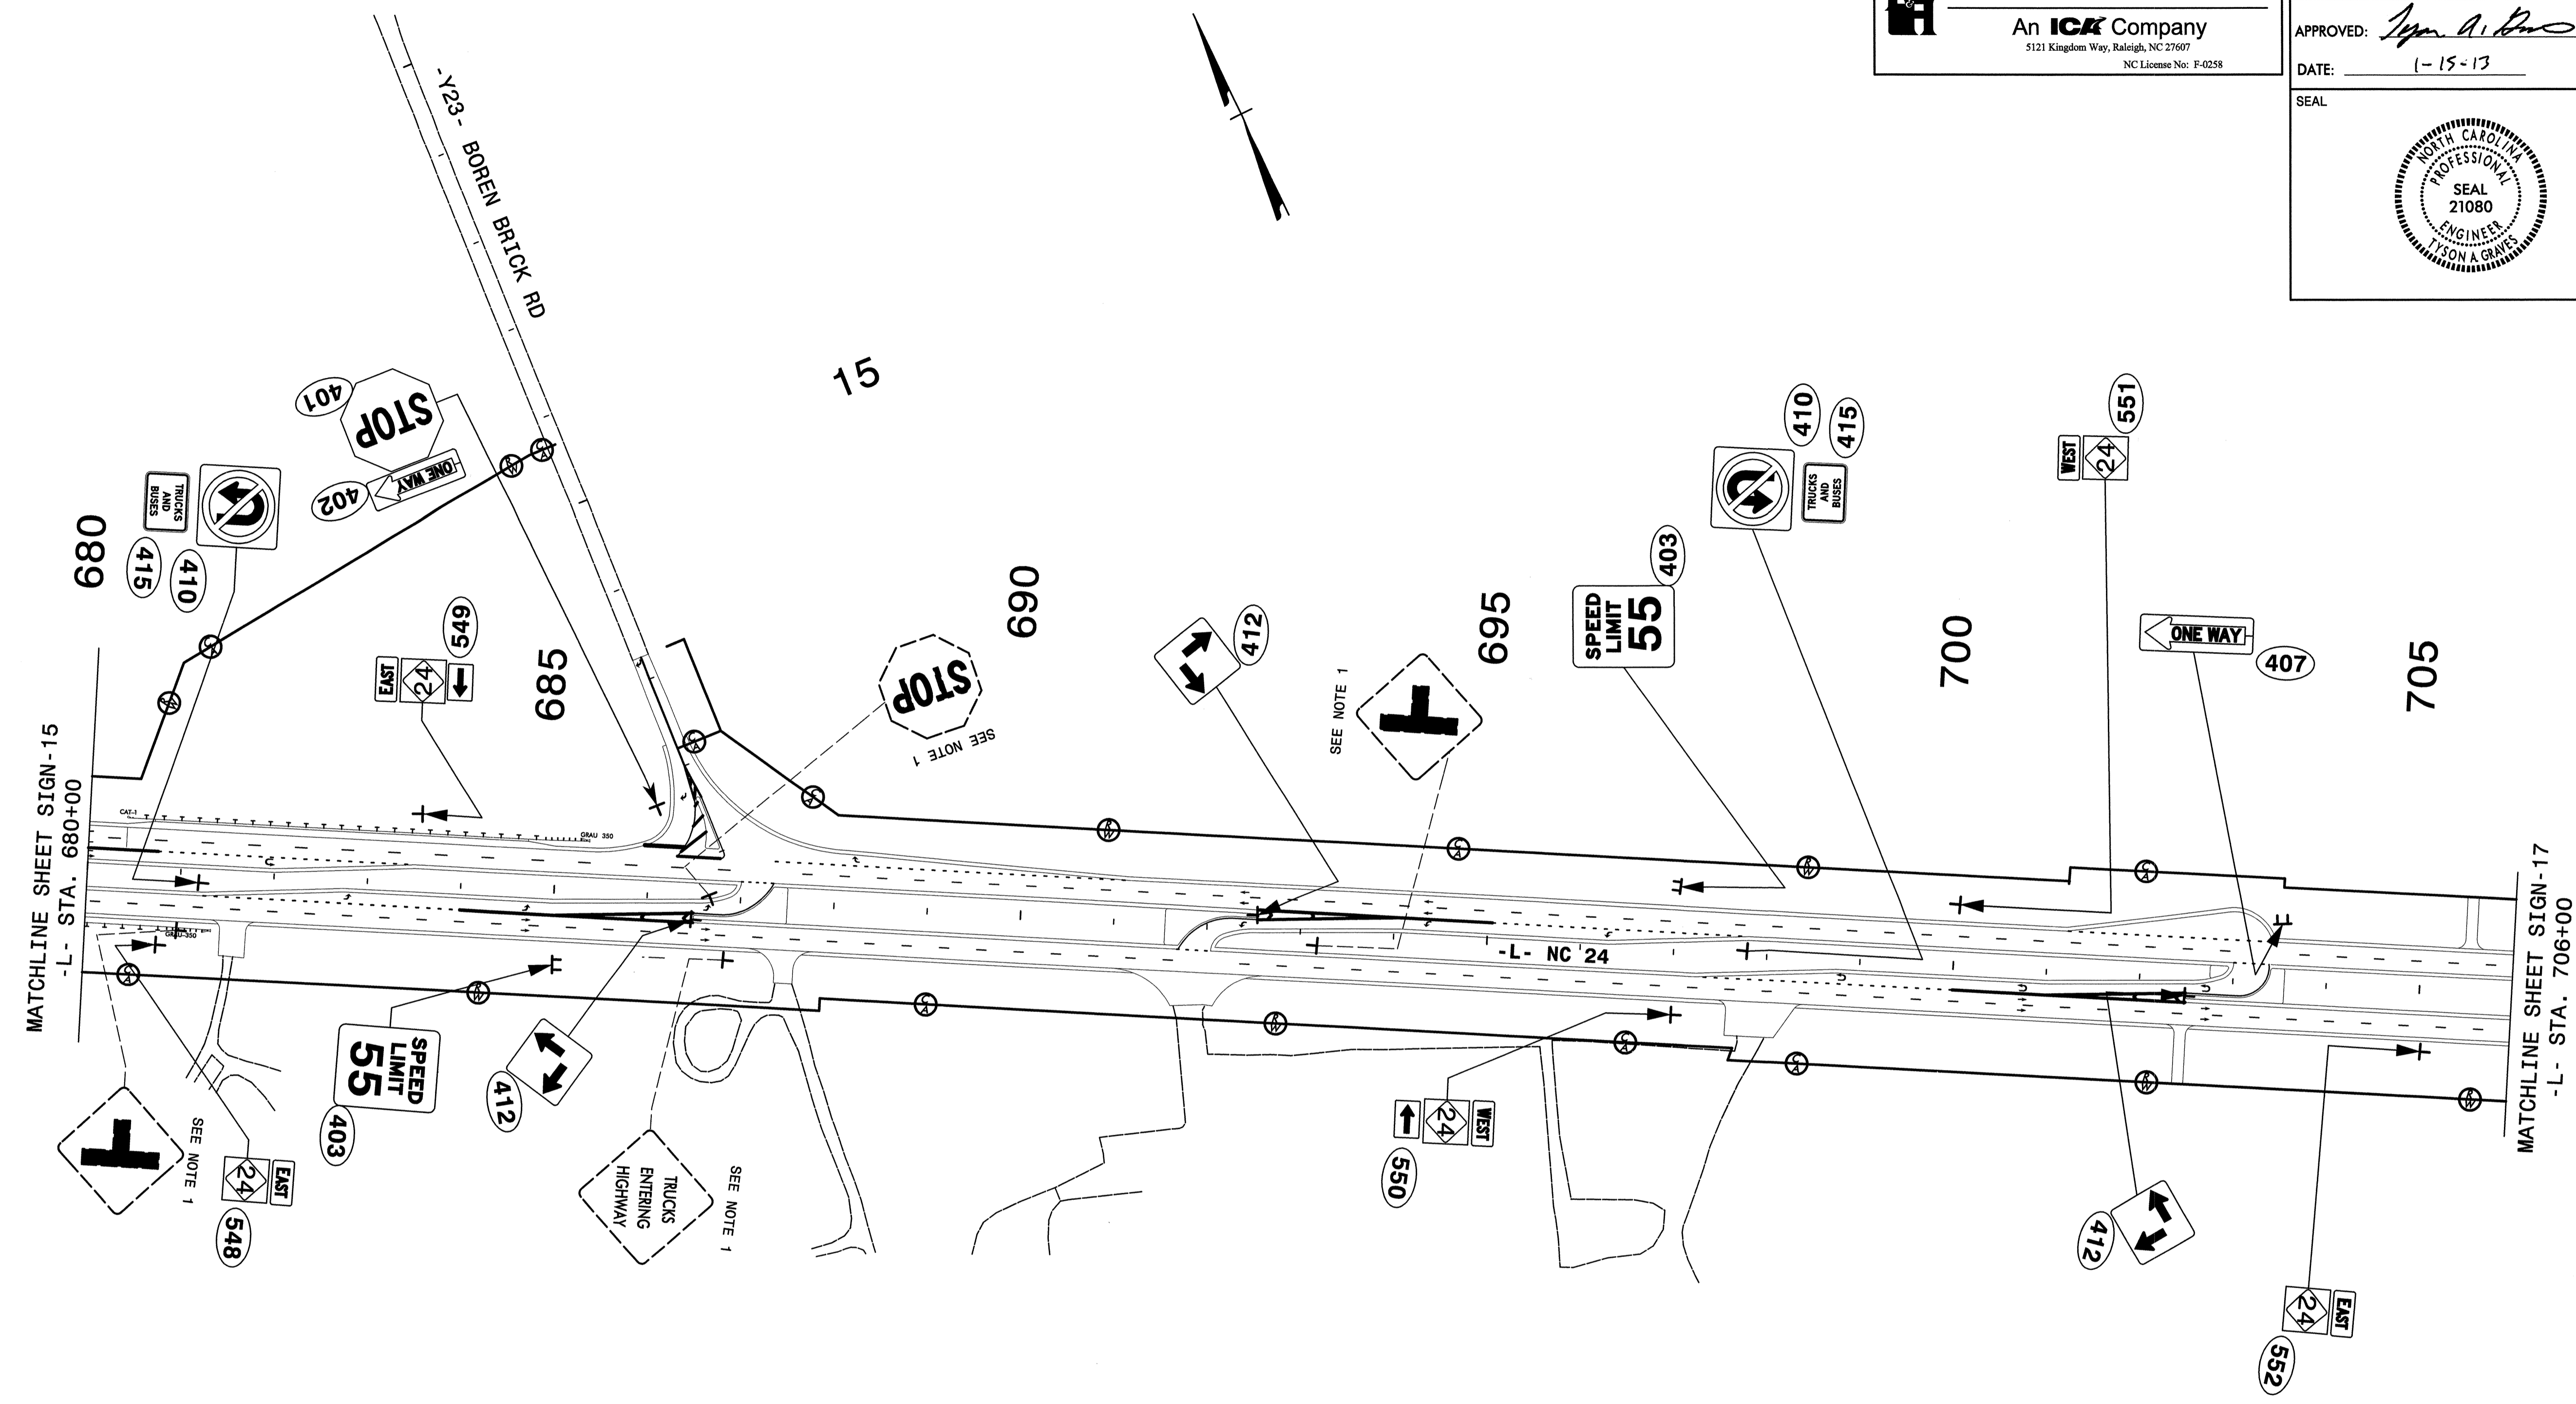 An ICA Company
5121 Kingdom Way, Raleigh, NC 27607
NC License No: F-0258
APPROVED:
DATE: 1-15-13
SEAL
NORTH CAROLINA
PROFESSIONAL
SEAL
21080
ENGINEER
TYSON A. GRAVES
-Y23- BOREN BRICK RD
15
401
STOP
402
ONE WAY
TRUCKS
AND
BUSES
415
410
680
549
EAST
24
685
690
STOP
SEE NOTE 1
412
SEE NOTE 1
695
SPEED
LIMIT
55
403
410
415
TRUCKS
AND
BUSES
700
551
WEST
24
ONE WAY
407
705
MATCHLINE SHEET SIGN-15
-L- STA. 680+00
CAT-1
GRAU 350
GRAU-350
-L- NC 24
MATCHLINE SHEET SIGN-17
-L- STA. 706+00
SEE NOTE 1
EAST
24
548
SPEED
LIMIT
55
403
412
TRUCKS
ENTERING
HIGHWAY
SEE NOTE 1
WEST
24
550
412
EAST
24
552